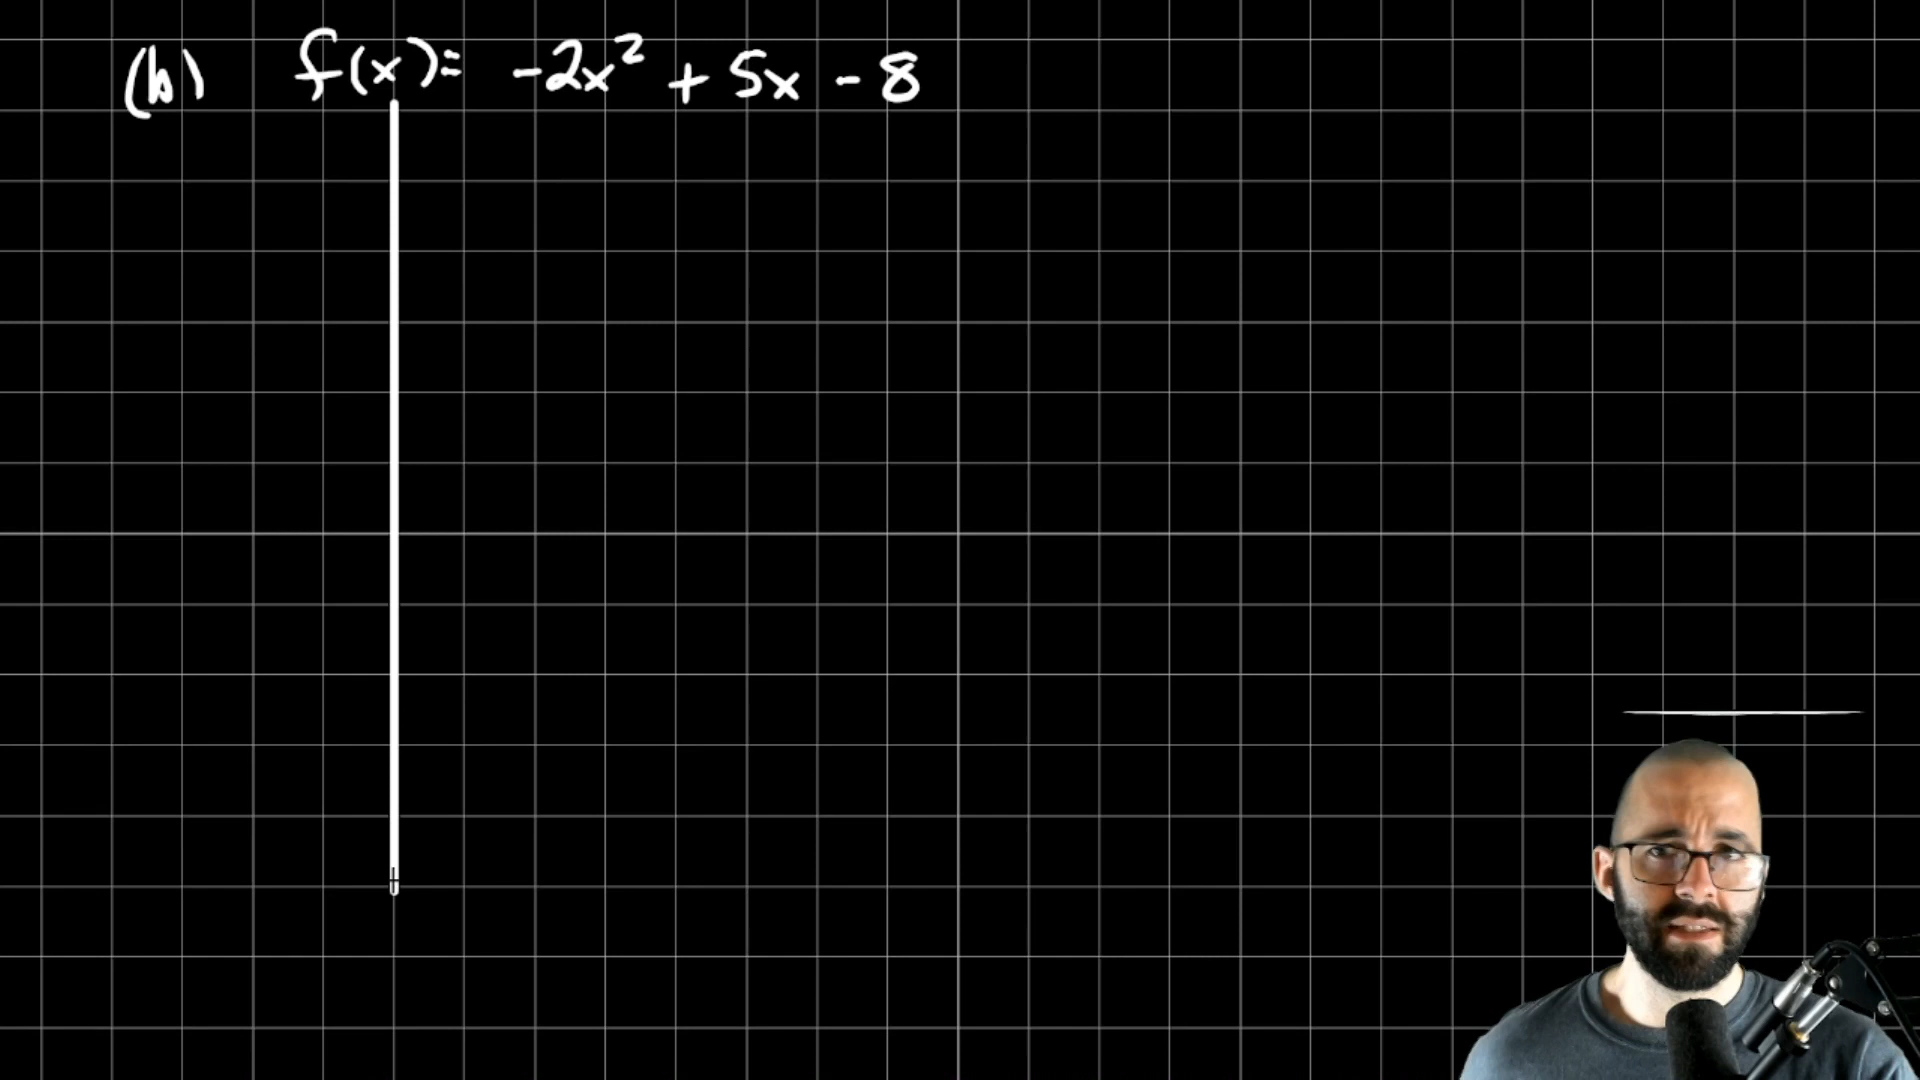 (b) f(x) = -2x² + 5x - 8